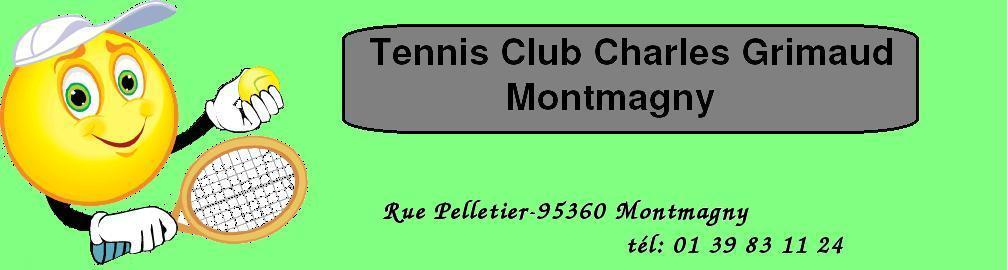 Tennis Club Charles Grimaud
Montmagny
Rue Pelletier-95360 Montmagny
tél: 01 39 83 11 24